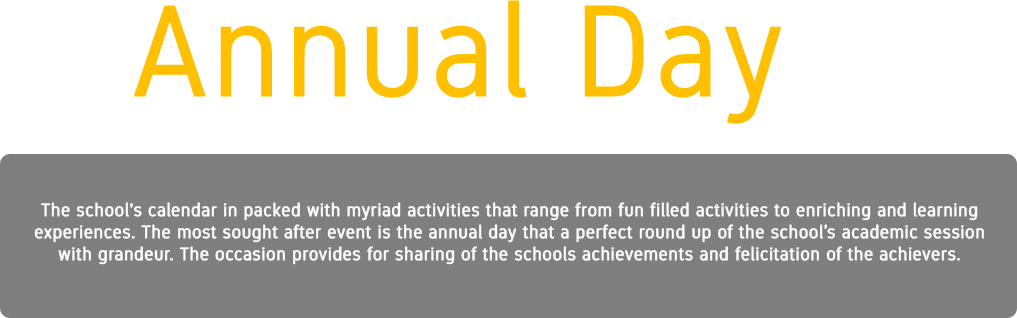 Annual Day
The school's calendar in packed with myriad activities that range from fun filled activities to enriching and learning
experiences. The most sought after event is the annual day that a perfect round up of the school's academic session
with grandeur. The occasion provides for sharing of the schools achievements and felicitation of the achievers.